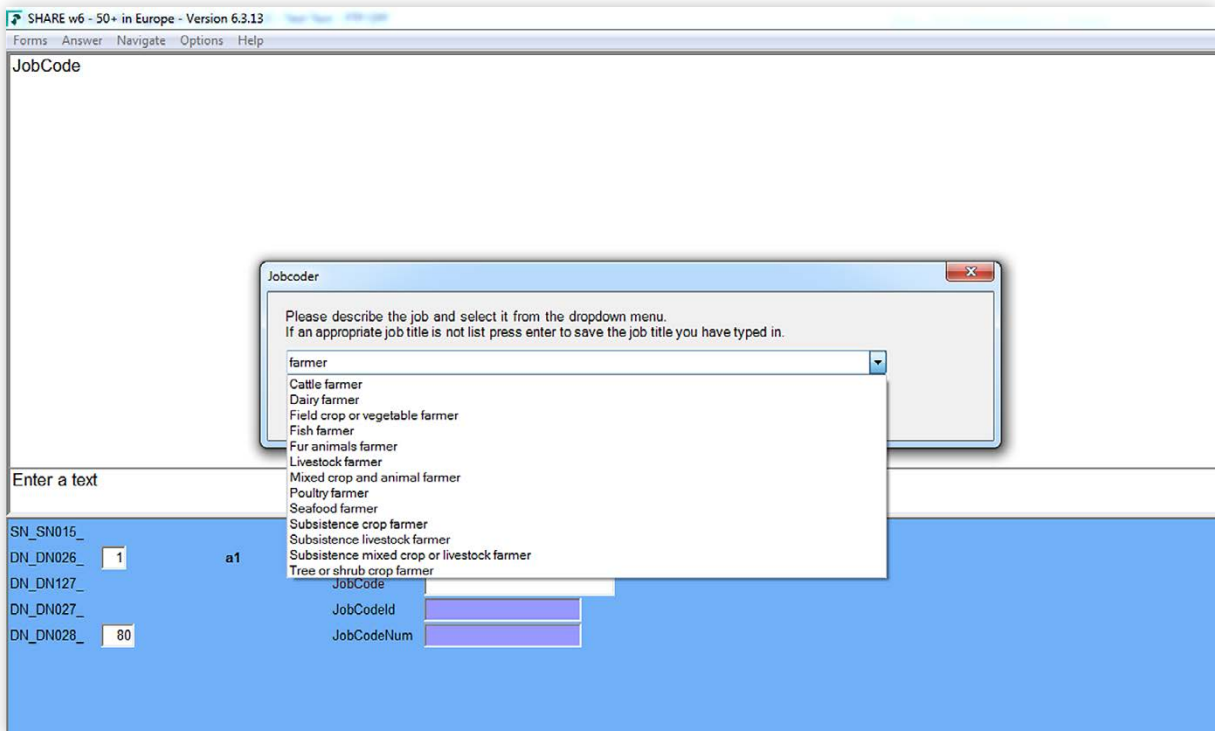 SHARE w6 - 50+ in Europe - Version 6.3.13
Forms Answer Navigate Options Help
JobCode
Jobcoder
Please describe the job and select it from the dropdown menu.
If an appropriate job title is not list press enter to save the job title you have typed in.
farmer
Cattle farmer
Dairy farmer
Field crop or vegetable farmer
Fish farmer
Fur animals farmer
Livestock farmer
Mixed crop and animal farmer
Poultry farmer
Seafood farmer
Subsistence crop farmer
Subsistence livestock farmer
Subsistence mixed crop or livestock farmer
Tree or shrub crop farmer
Enter a text
SN_SN015_
DN_DN026_ 1 a1
DN_DN127_ JobCode
DN_DN027_ JobCodeId
DN_DN028_ 80 JobCodeNum